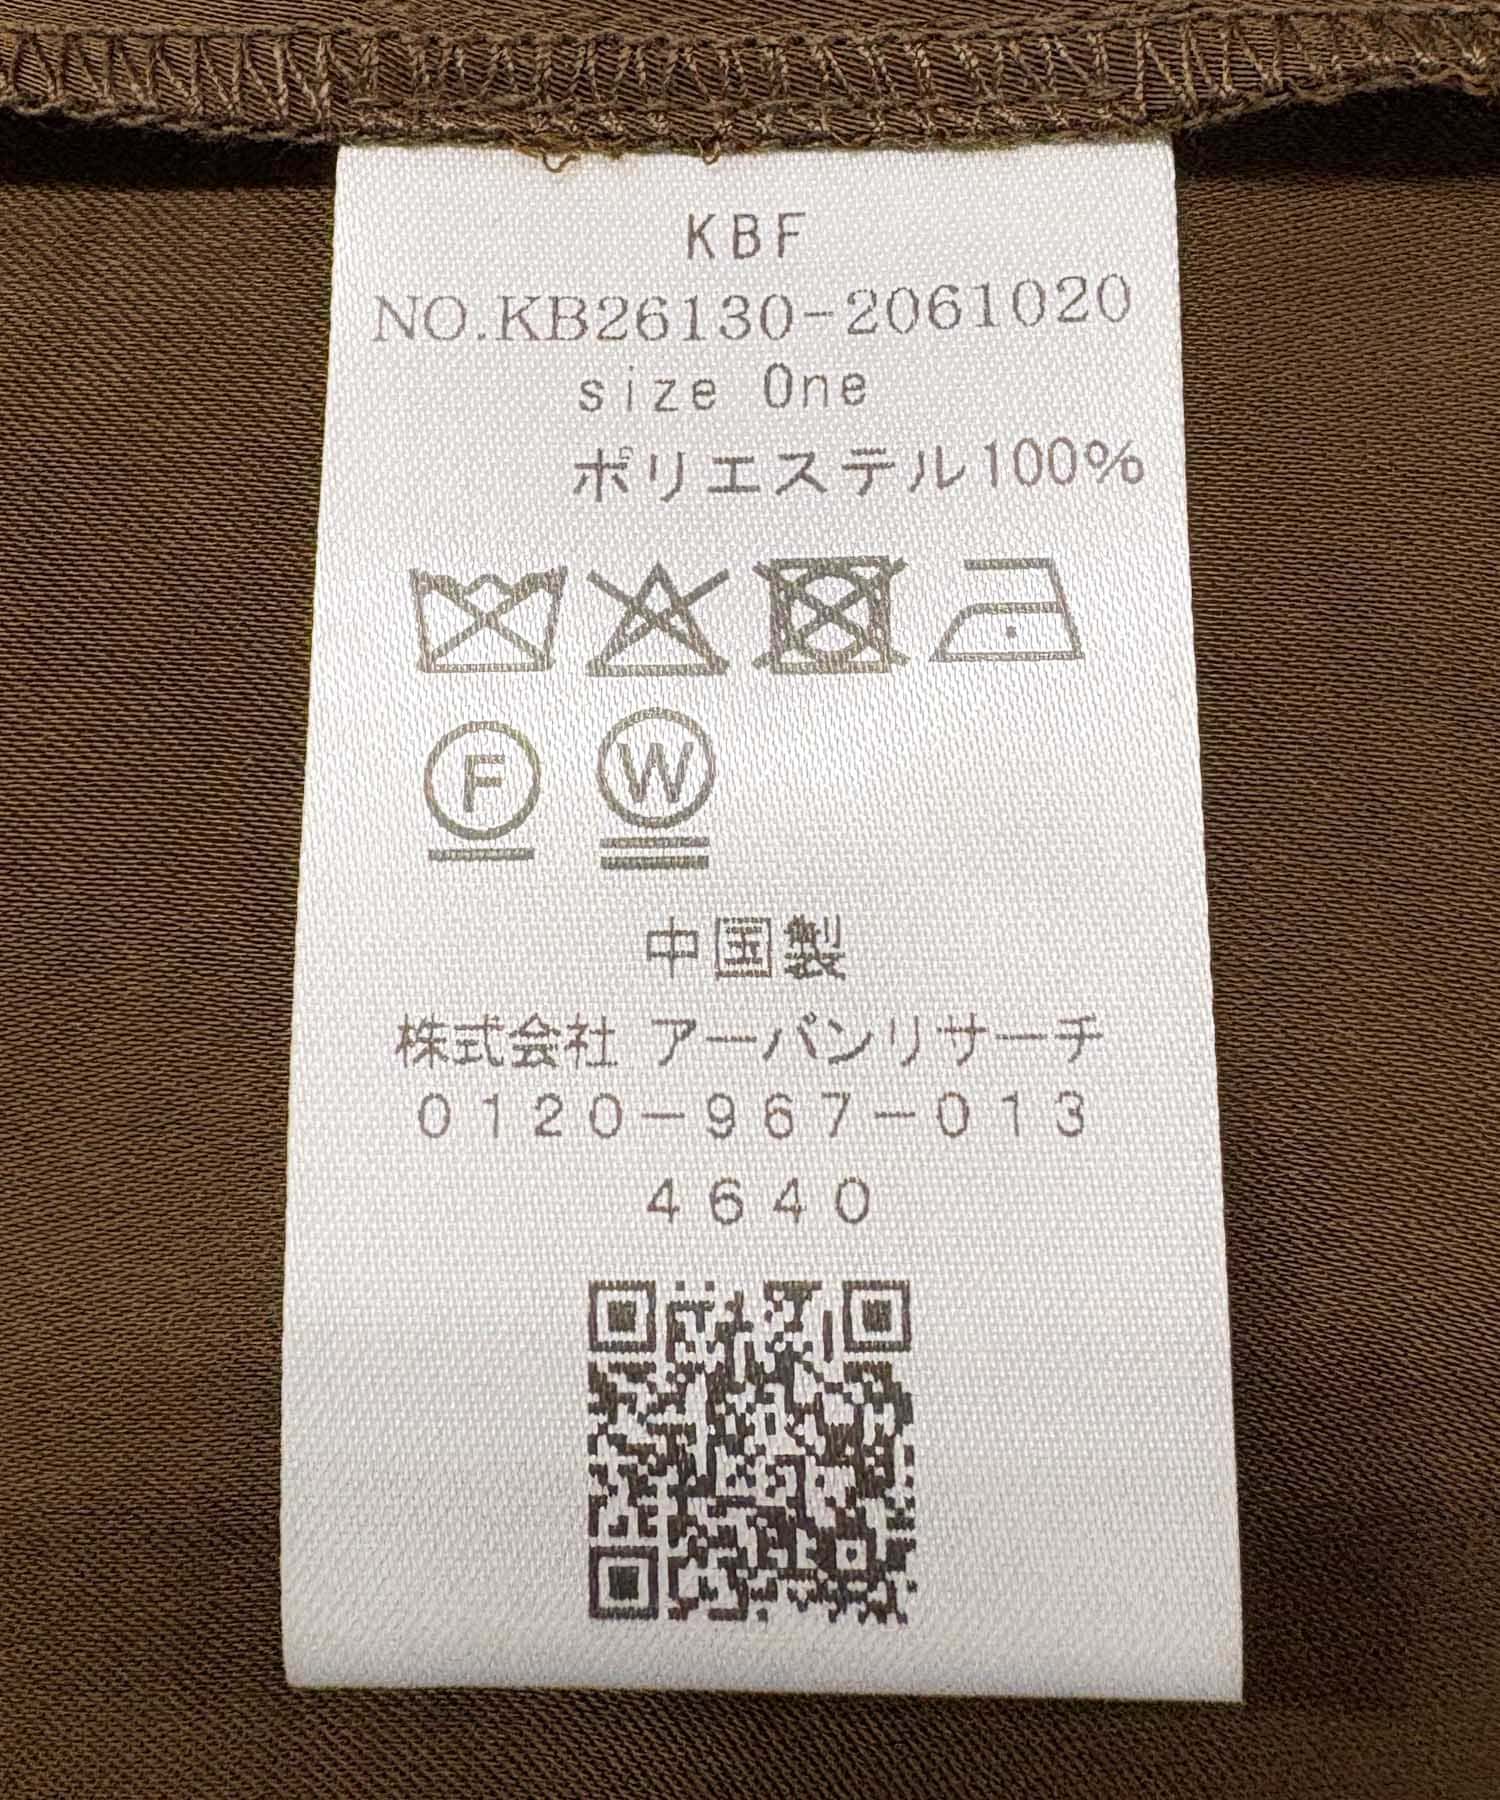 KBF
NO.KB26130-2061020
size One
ポリエステル100%
F W
中国製
株式会社 アーバンリサーチ
0120-967-013
4640